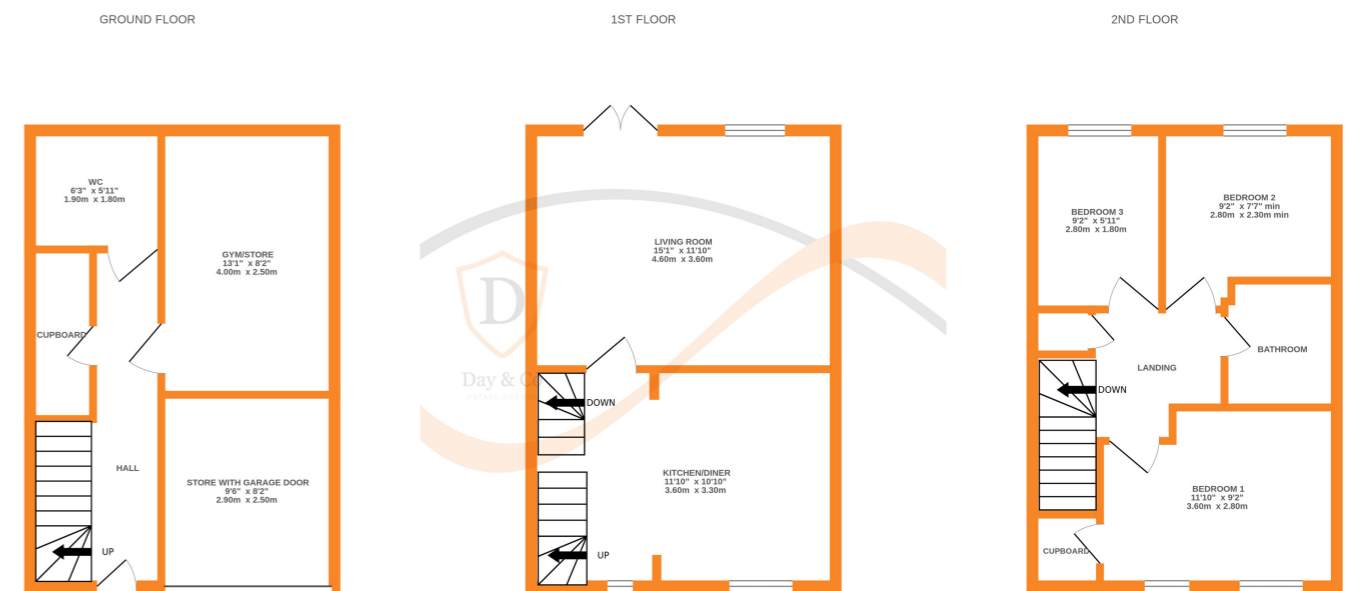 GROUND FLOOR
1ST FLOOR
2ND FLOOR
WC
6'3" x 5'11"
1.90m x 1.80m
GYM/STORE
13'1" x 8'2"
4.00m x 2.50m
CUPBOARD
HALL
STORE WITH GARAGE DOOR
9'6" x 8'2"
2.90m x 2.50m
UP
LIVING ROOM
15'1" x 11'10"
4.60m x 3.60m
D
Day & Co
DOWN
KITCHEN/DINER
11'10" x 10'10"
3.60m x 3.30m
UP
BEDROOM 3
9'2" x 5'11"
2.80m x 1.80m
BEDROOM 2
9'2" x 7'7" min
2.80m x 2.30m min
BATHROOM
LANDING
DOWN
BEDROOM 1
11'10" x 9'2"
3.60m x 2.80m
CUPBOARD